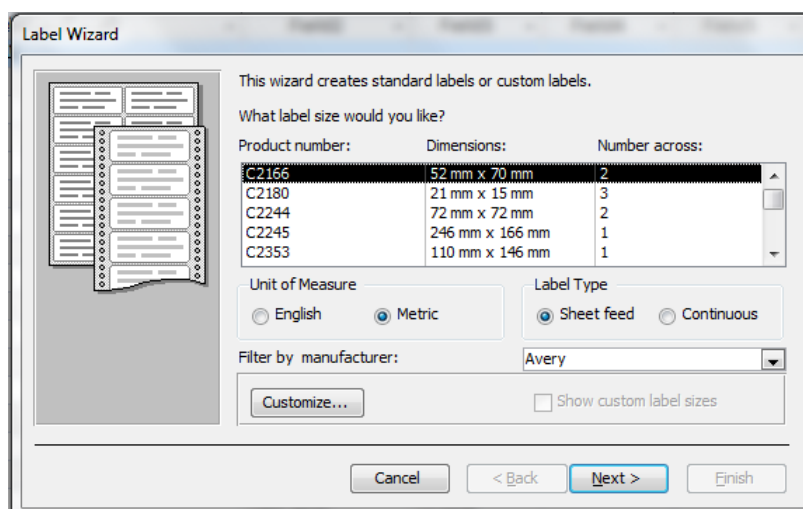 Label Wizard
This wizard creates standard labels or custom labels.
What label size would you like?
Product number: Dimensions: Number across:
C2166 52 mm x 70 mm 2
C2180 21 mm x 15 mm 3
C2244 72 mm x 72 mm 2
C2245 246 mm x 166 mm 1
C2353 110 mm x 146 mm 1
Unit of Measure Label Type
English Metric Sheet feed Continuous
Filter by manufacturer: Avery
Customize... Show custom label sizes
Cancel < Back Next > Finish